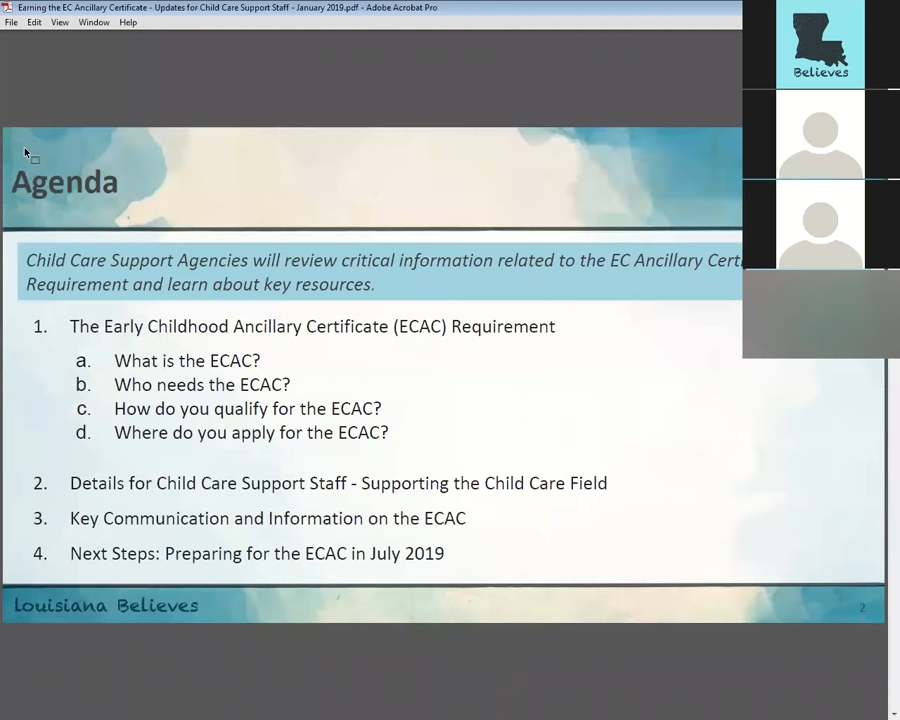 Earning the EC Ancillary Certificate - Updates for Child Care Support Staff - January 2019.pdf - Adobe Acrobat Pro
File Edit View Window Help
Believes
Agenda
Child Care Support Agencies will review critical information related to the EC Ancillary
Requirement and learn about key resources.
1. The Early Childhood Ancillary Certificate (ECAC) Requirement
a. What is the ECAC?
b. Who needs the ECAC?
c. How do you qualify for the ECAC?
d. Where do you apply for the ECAC?
2. Details for Child Care Support Staff - Supporting the Child Care Field
3. Key Communication and Information on the ECAC
4. Next Steps: Preparing for the ECAC in July 2019
Louisiana Believes
2